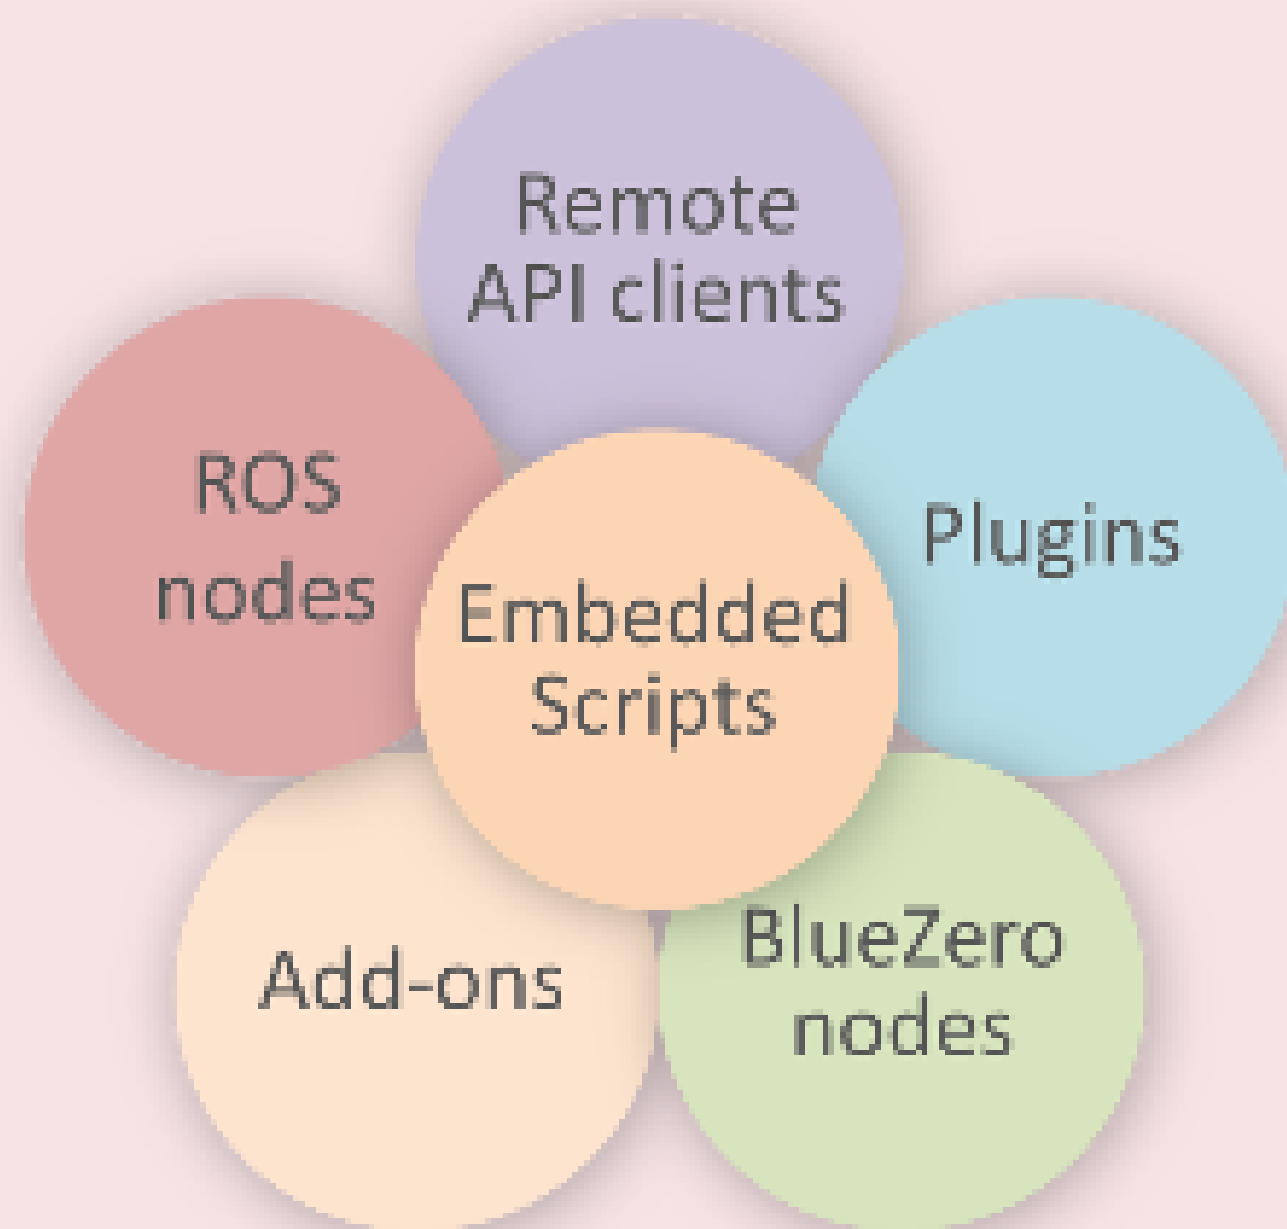 Remote
API clients
ROS
nodes
Plugins
Embedded
Scripts
Add-ons
BlueZero
nodes